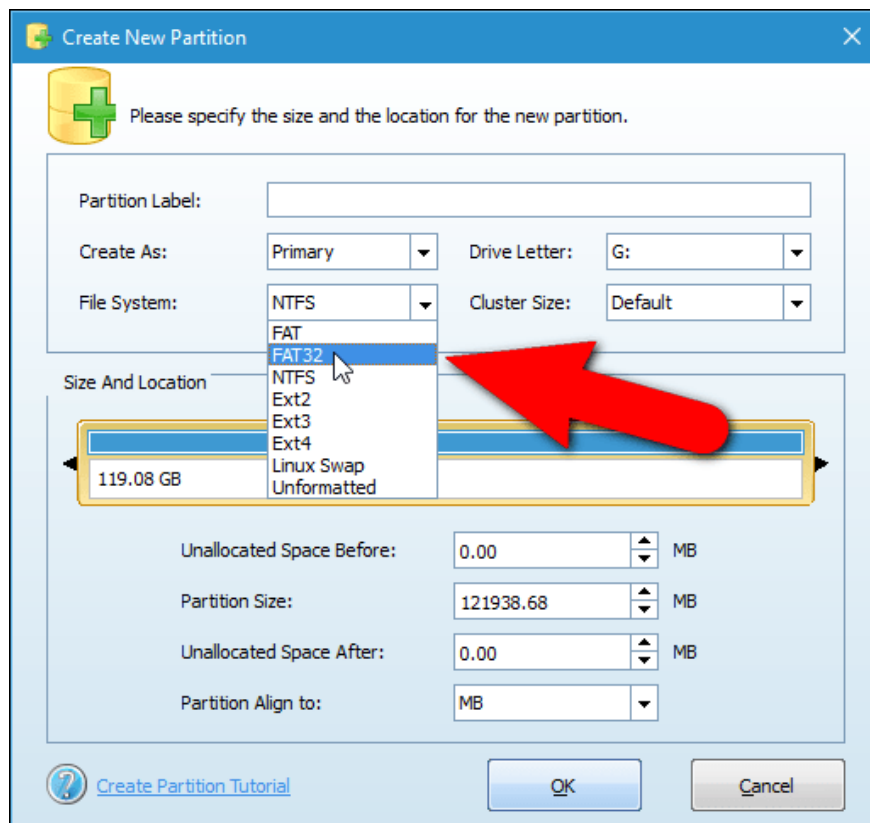 Create New Partition
Please specify the size and the location for the new partition.
Partition Label:
Create As: Primary Drive Letter: G:
File System: NTFS Cluster Size: Default
FAT
FAT32
NTFS
Ext2
Ext3
Ext4
Linux Swap
Unformatted
Size And Location
119.08 GB
Unallocated Space Before: 0.00 MB
Partition Size: 121938.68 MB
Unallocated Space After: 0.00 MB
Partition Align to: MB
Create Partition Tutorial OK Cancel